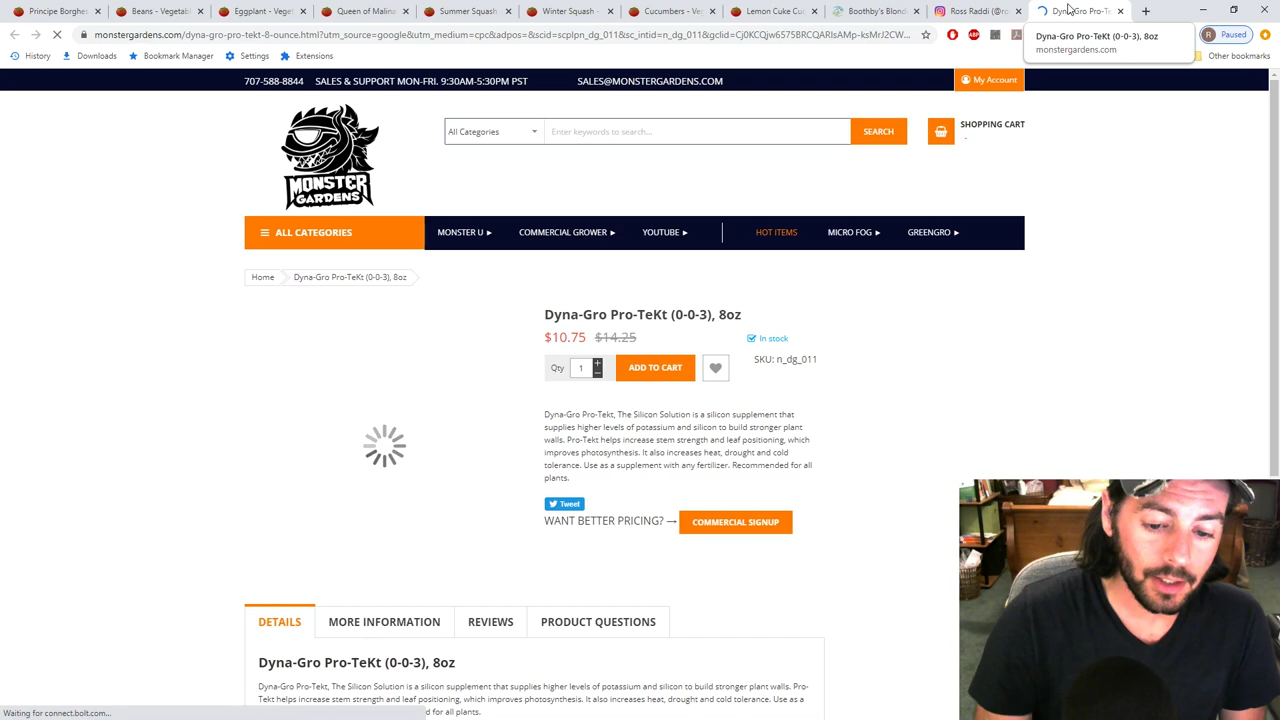 Principe Borghes
Beans - Vegetabl
Eggplant - Veget
Queen of Malina
Summer Squash
Summer Squash
Cucumbers - Veg
Lemon Cuke Cuc
Boothby's Blond
Ross Raddi (@ro
Dyna-Gro Pro-Te
monstergardens.com/dyna-gro-pro-tekt-8-ounce.html?utm_medium=cpc&adpos=&scid=scplpn_dg_011&sc_intid=n_dg_011&gclid=Cj0KCQjw6575BRCQARIsAMp-ksMrJ2CW...
Dyna-Gro Pro-TeKt (0-0-3), 8oz
monstergardens.com
R Paused
History
Downloads
Bookmark Manager
Settings
Extensions
Other bookmarks
707-588-8844 SALES & SUPPORT MON-FRI. 9:30AM-5:30PM PST SALES@MONSTERGARDENS.COM
My Account
MONSTER
GARDENS
All Categories
Enter keywords to search...
SEARCH
SHOPPING CART
-
ALL CATEGORIES
MONSTER U ►
COMMERCIAL GROWER ►
YOUTUBE ►
HOT ITEMS
MICRO FOG ►
GREENGRO ►
Home
Dyna-Gro Pro-TeKt (0-0-3), 8oz
Dyna-Gro Pro-TeKt (0-0-3), 8oz
$10.75 $14.25
In stock
SKU: n_dg_011
Qty 1 + − ADD TO CART
Dyna-Gro Pro-Tekt, The Silicon Solution is a silicon supplement that
supplies higher levels of potassium and silicon to build stronger plant
walls. Pro-Tekt helps increase stem strength and leaf positioning, which
improves photosynthesis. It also increases heat, drought and cold
tolerance. Use as a supplement with any fertilizer. Recommended for all
plants.
Tweet
WANT BETTER PRICING? → COMMERCIAL SIGNUP
DETAILS
MORE INFORMATION
REVIEWS
PRODUCT QUESTIONS
Dyna-Gro Pro-TeKt (0-0-3), 8oz
Dyna-Gro Pro-Tekt, The Silicon Solution is a silicon supplement that supplies higher levels of potassium and silicon to build stronger plant walls. Pro-
Tekt helps increase stem strength and leaf positioning, which improves photosynthesis. It also increases heat, drought and cold tolerance. Use as a
d for all plants.
Waiting for connect.bolt.com...